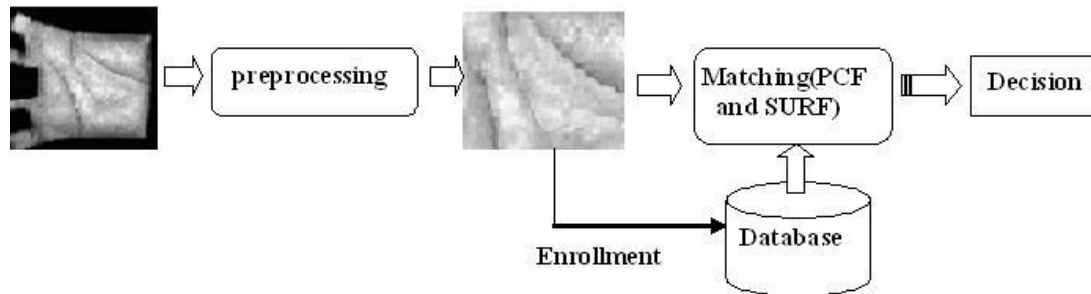 preprocessing
Matching(PCF
and SURF)
Decision
Database
Enrollment